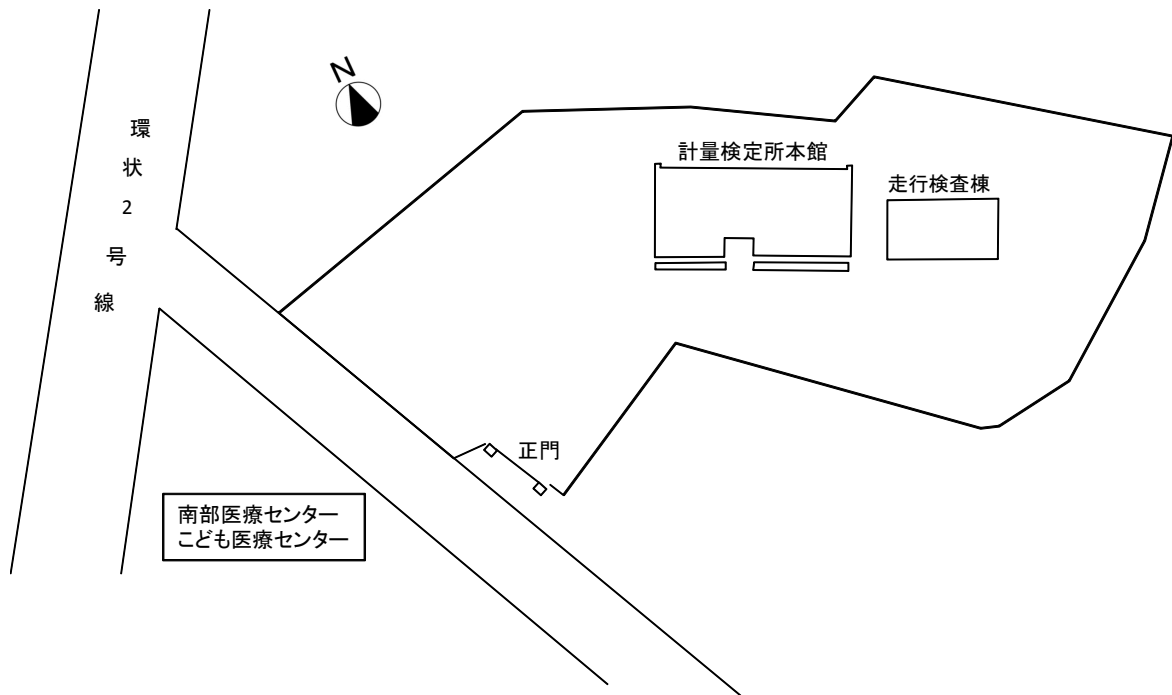 N
環状2号線
計量検定所本館
走行検査棟
正門
南部医療センター
こども医療センター